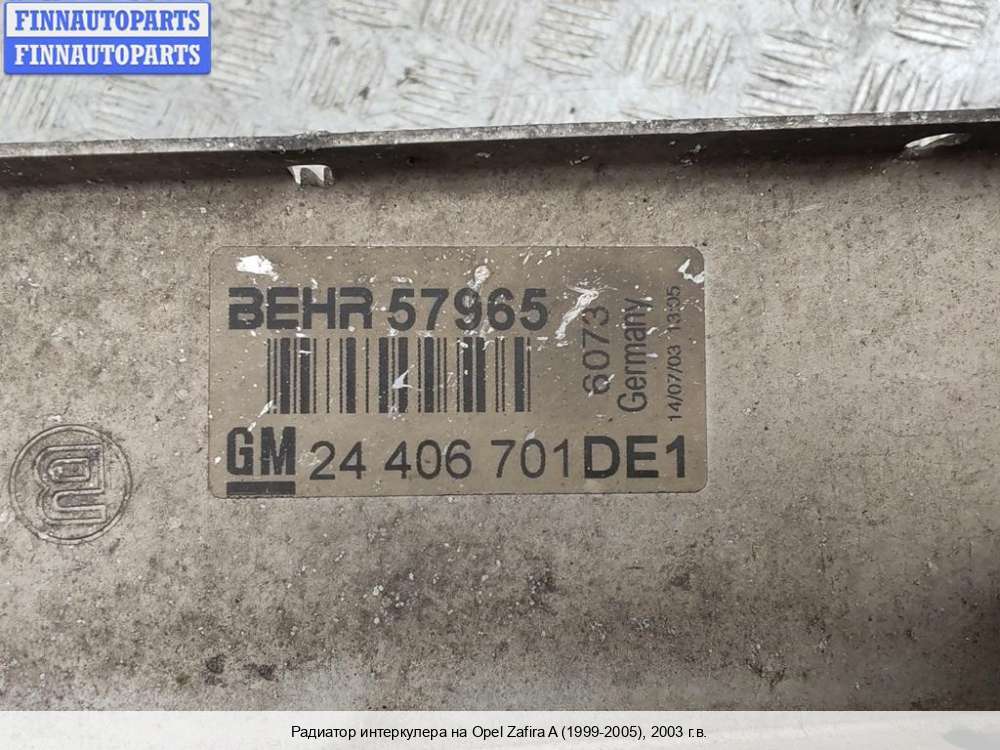 FINNAUTOPARTS
FINNAUTOPARTS
BEHR 57965
6073
Germany
14/07/03 13:05
GM 24 406 701 DE1
Радиатор интеркулера на Opel Zafira A (1999-2005), 2003 г.в.